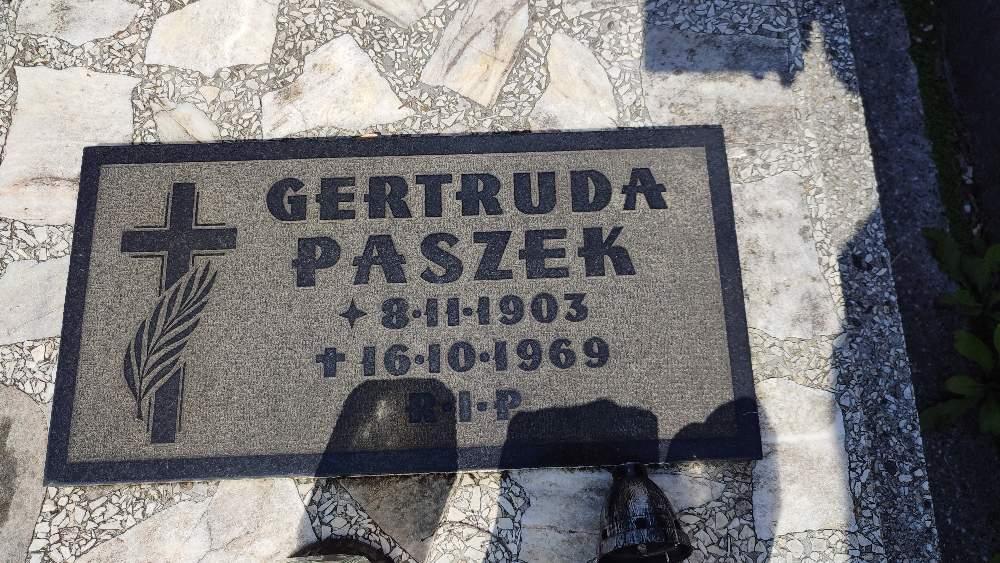 GERTRUDA
PASZEK
8·11·1903
16·10·1969
R·I·P